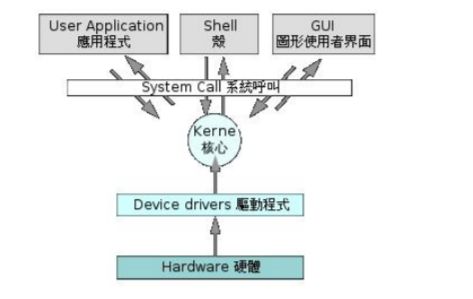 User Application
應用程式
Shell
殼
GUI
圖形使用者界面
System Call 系統呼叫
Kerne
核心
Device drivers 驅動程式
Hardware 硬體